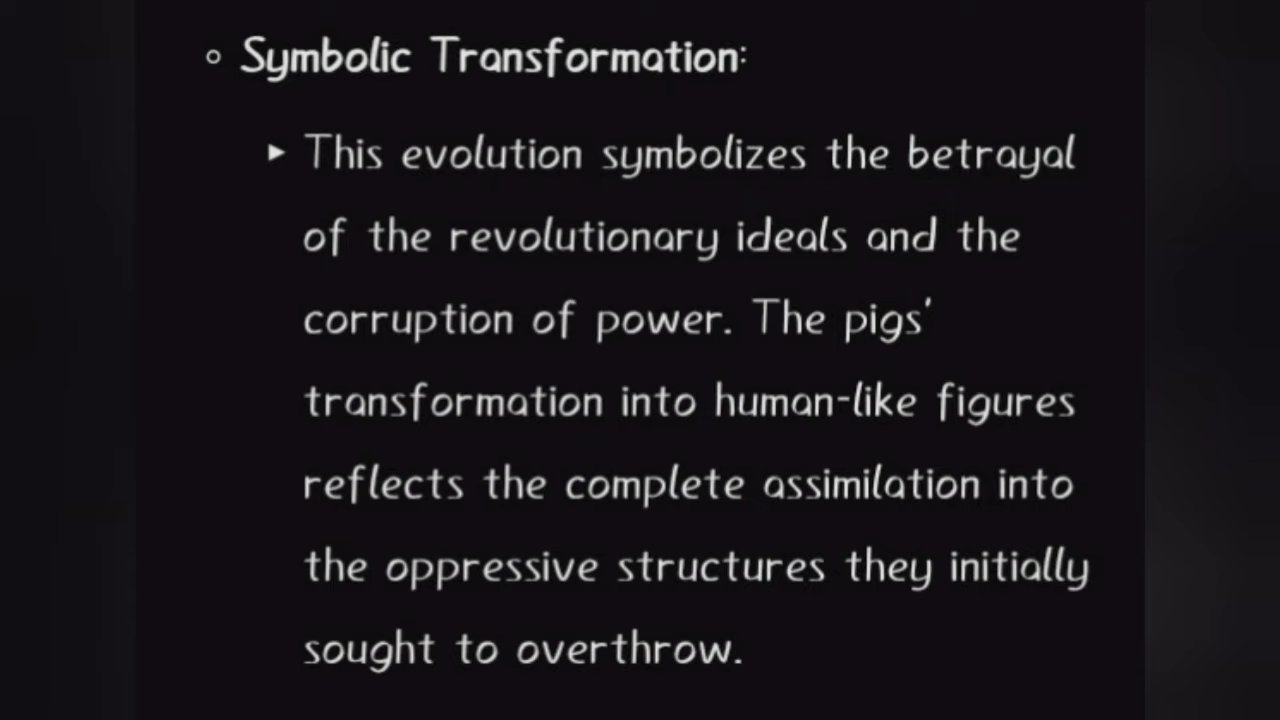 ◦ Symbolic Transformation:
▸ This evolution symbolizes the betrayal
of the revolutionary ideals and the
corruption of power. The pigs'
transformation into human-like figures
reflects the complete assimilation into
the oppressive structures they initially
sought to overthrow.